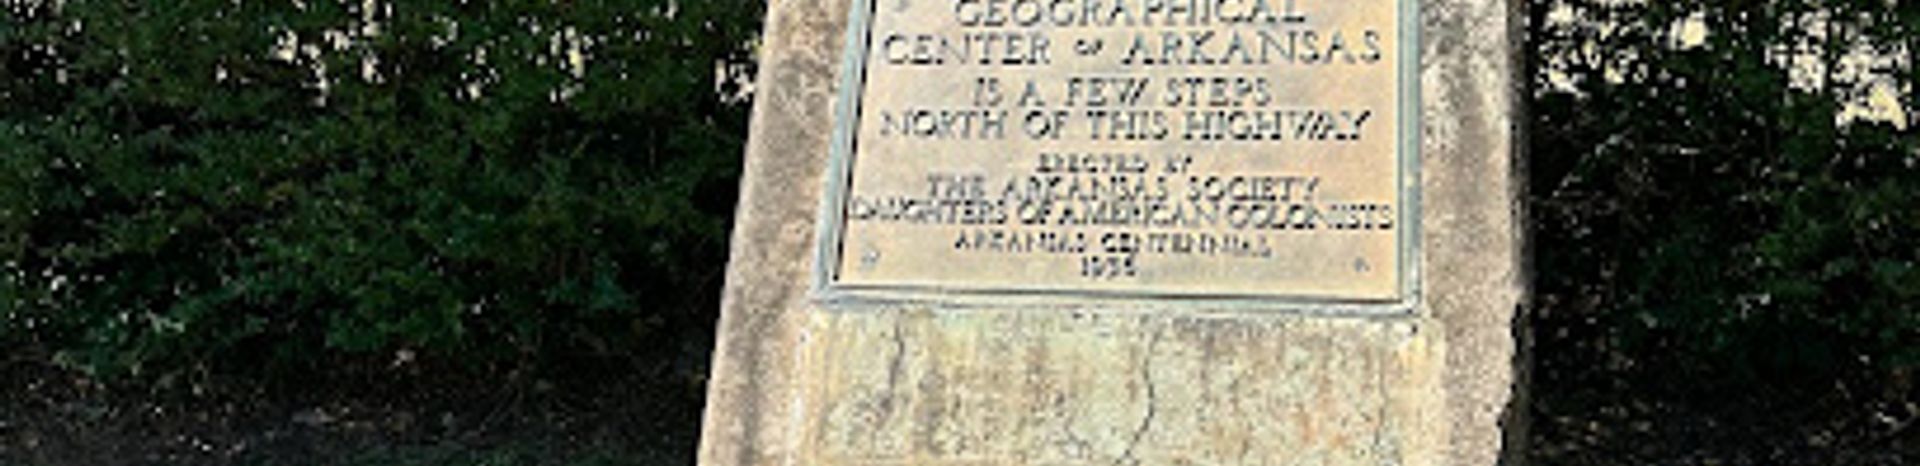 GEOGRAPHICAL
CENTER OF ARKANSAS
IS A FEW STEPS
NORTH OF THIS HIGHWAY
ERECTED BY
THE ARKANSAS SOCIETY
DAUGHTERS OF AMERICAN COLONISTS
ARKANSAS CENTENNIAL
1936